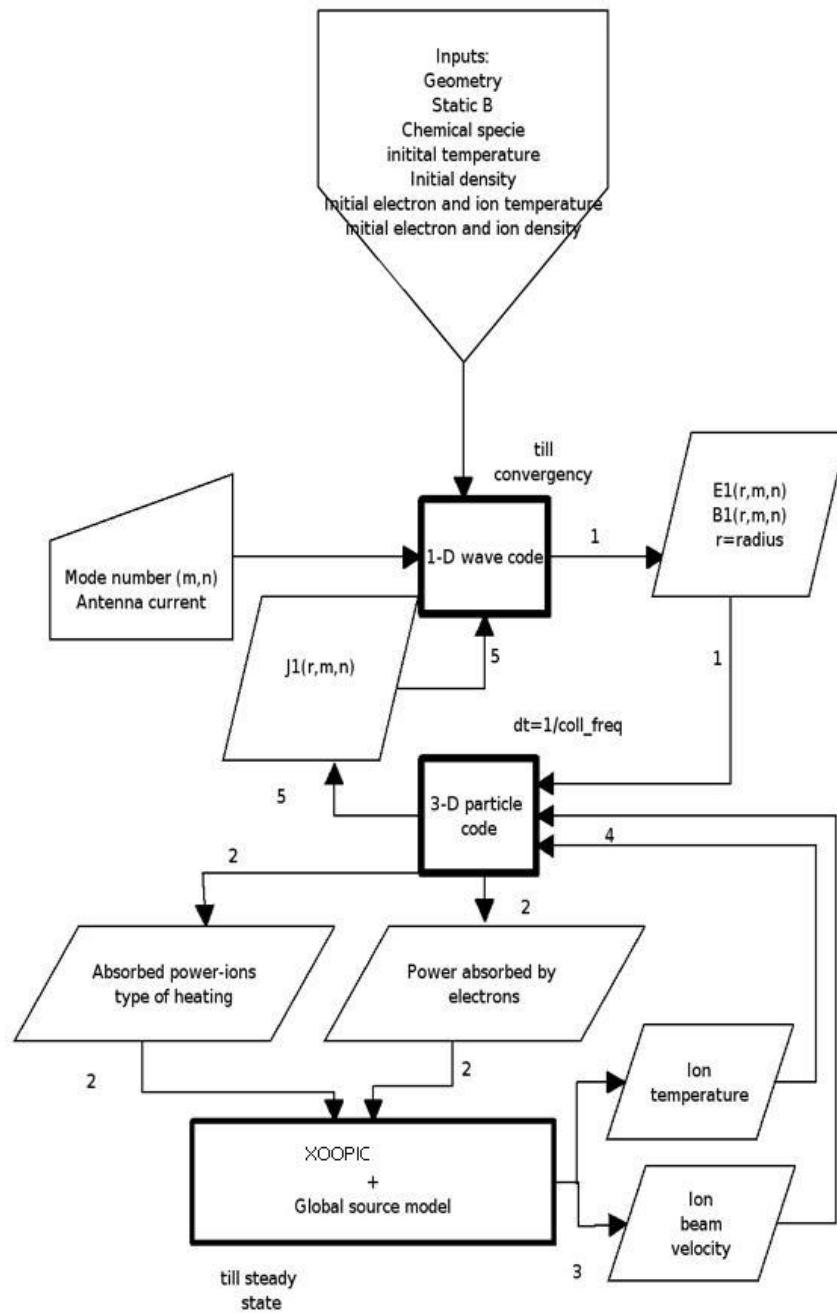 Inputs:
Geometry
Static B
Chemical specie
initital temperature
Initial density
Initial electron and ion temperature
Initial electron and ion density
till
convergency
E1(r,m,n)
B1(r,m,n)
r=radius
1-D wave code
1
Mode number (m,n)
Antenna current
J1(r,m,n)
5
1
dt=1/coll_freq
5
3-D particle
code
4
2
2
Absorbed power-ions
type of heating
Power absorbed by
electrons
2
2
Ion
temperature
XOOPIC
+
Global source model
Ion
beam
velocity
3
till steady
state